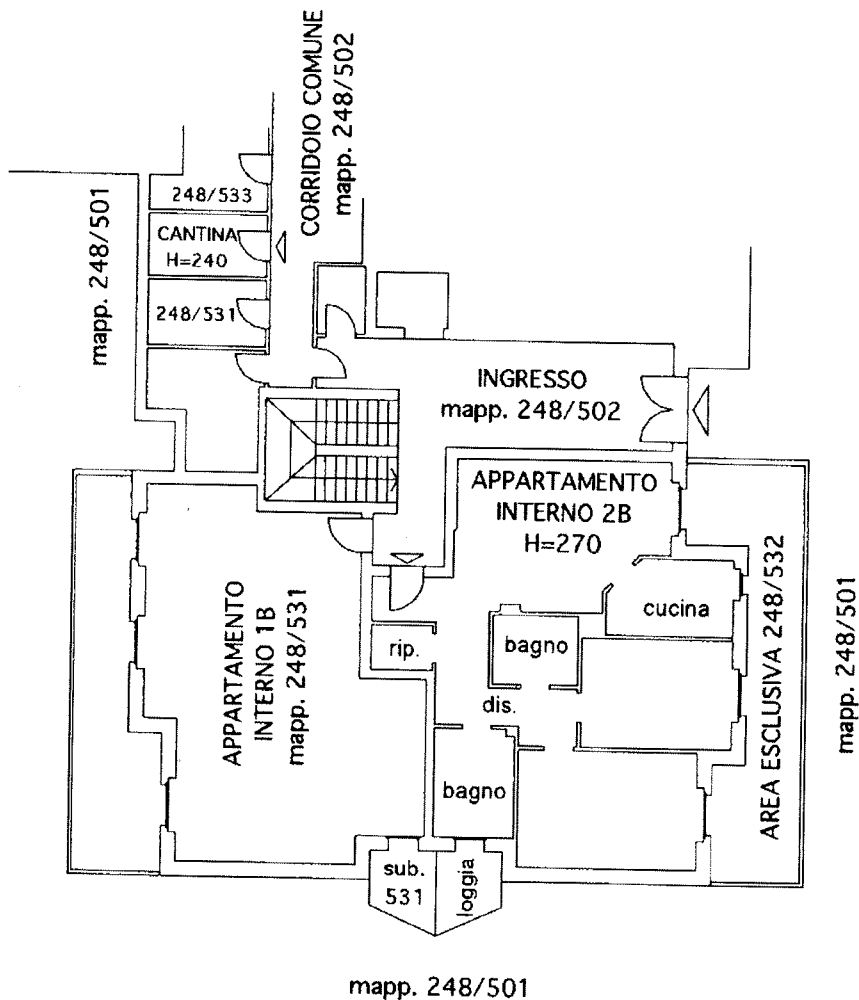 CORRIDOIO COMUNE
mapp. 248/502
mapp. 248/501
248/533
CANTINA
H=240
248/531
INGRESSO
mapp. 248/502
APPARTAMENTO
INTERNO 2B
H=270
APPARTAMENTO
INTERNO 1B
mapp. 248/531
cucina
bagno
rip.
dis.
bagno
AREA ESCLUSIVA 248/532
mapp. 248/501
sub.
531
loggia
mapp. 248/501